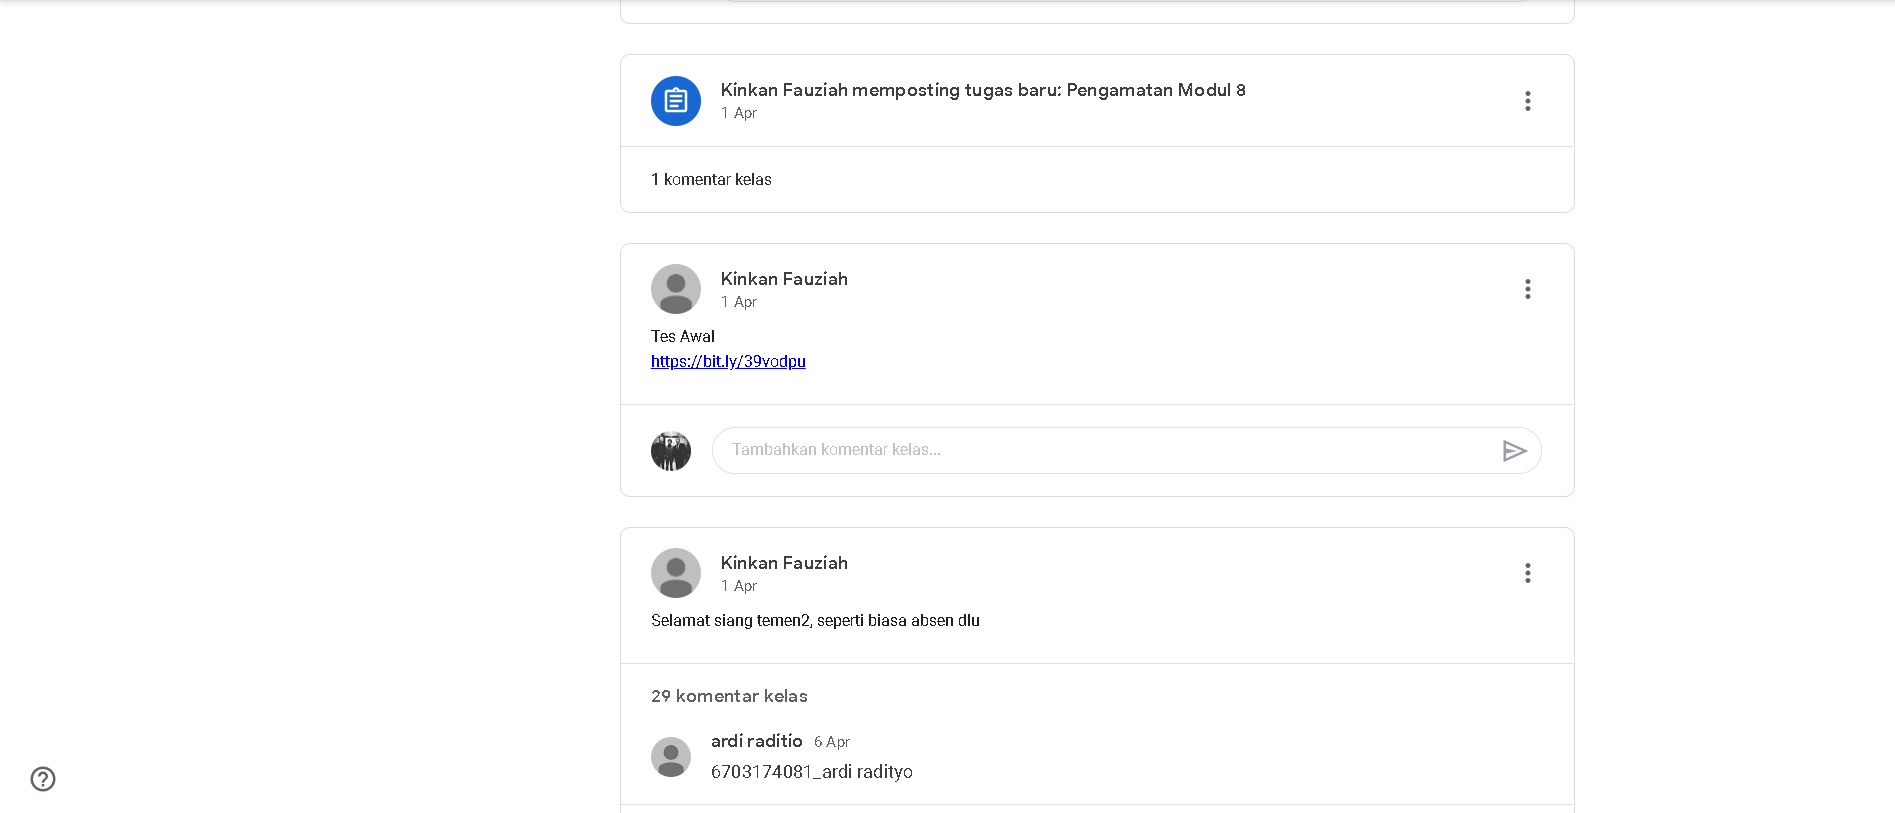 Kinkan Fauziah memposting tugas baru: Pengamatan Modul 8
1 Apr
1 komentar kelas
Kinkan Fauziah
1 Apr
Tes Awal
https://bit.ly/39vodpu
Tambahkan komentar kelas...
Kinkan Fauziah
1 Apr
Selamat siang temen2, seperti biasa absen dlu
29 komentar kelas
ardi raditio 6 Apr
6703174081_ardi radityo